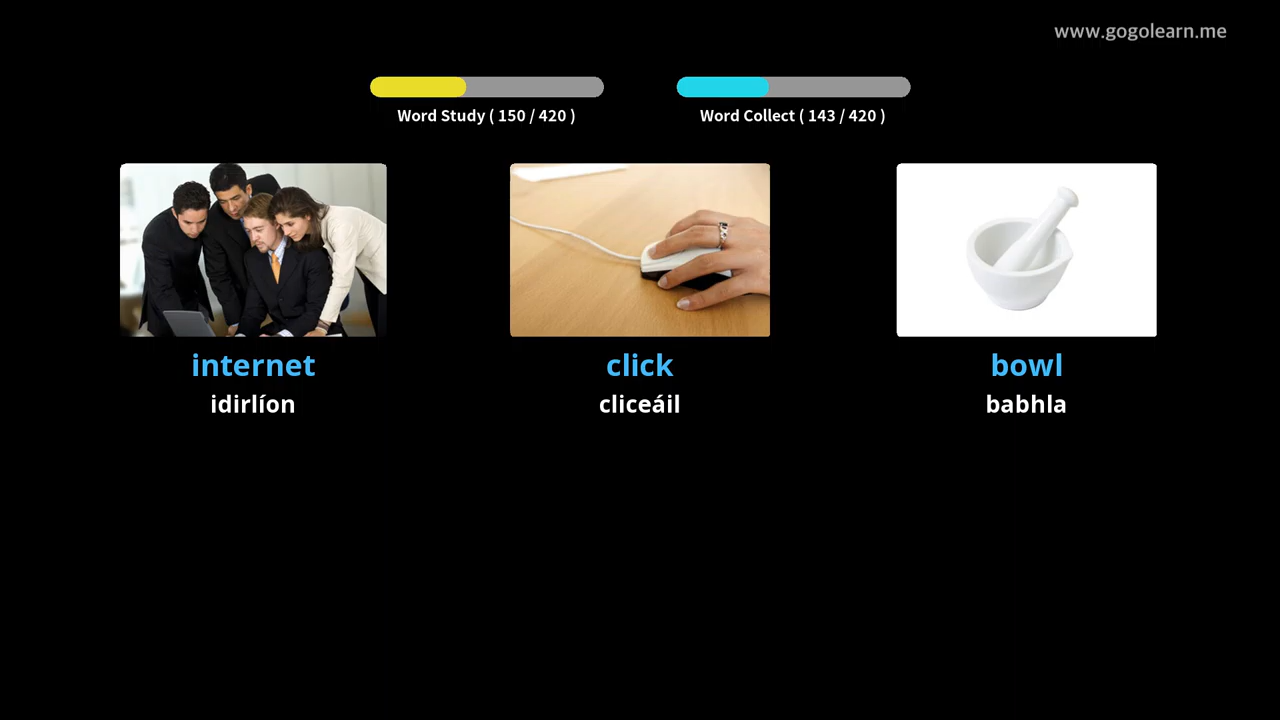 www.gogolearn.me
Word Study ( 150 / 420 )
Word Collect ( 143 / 420 )
internet
click
bowl
idirlíon
cliceáil
babhla